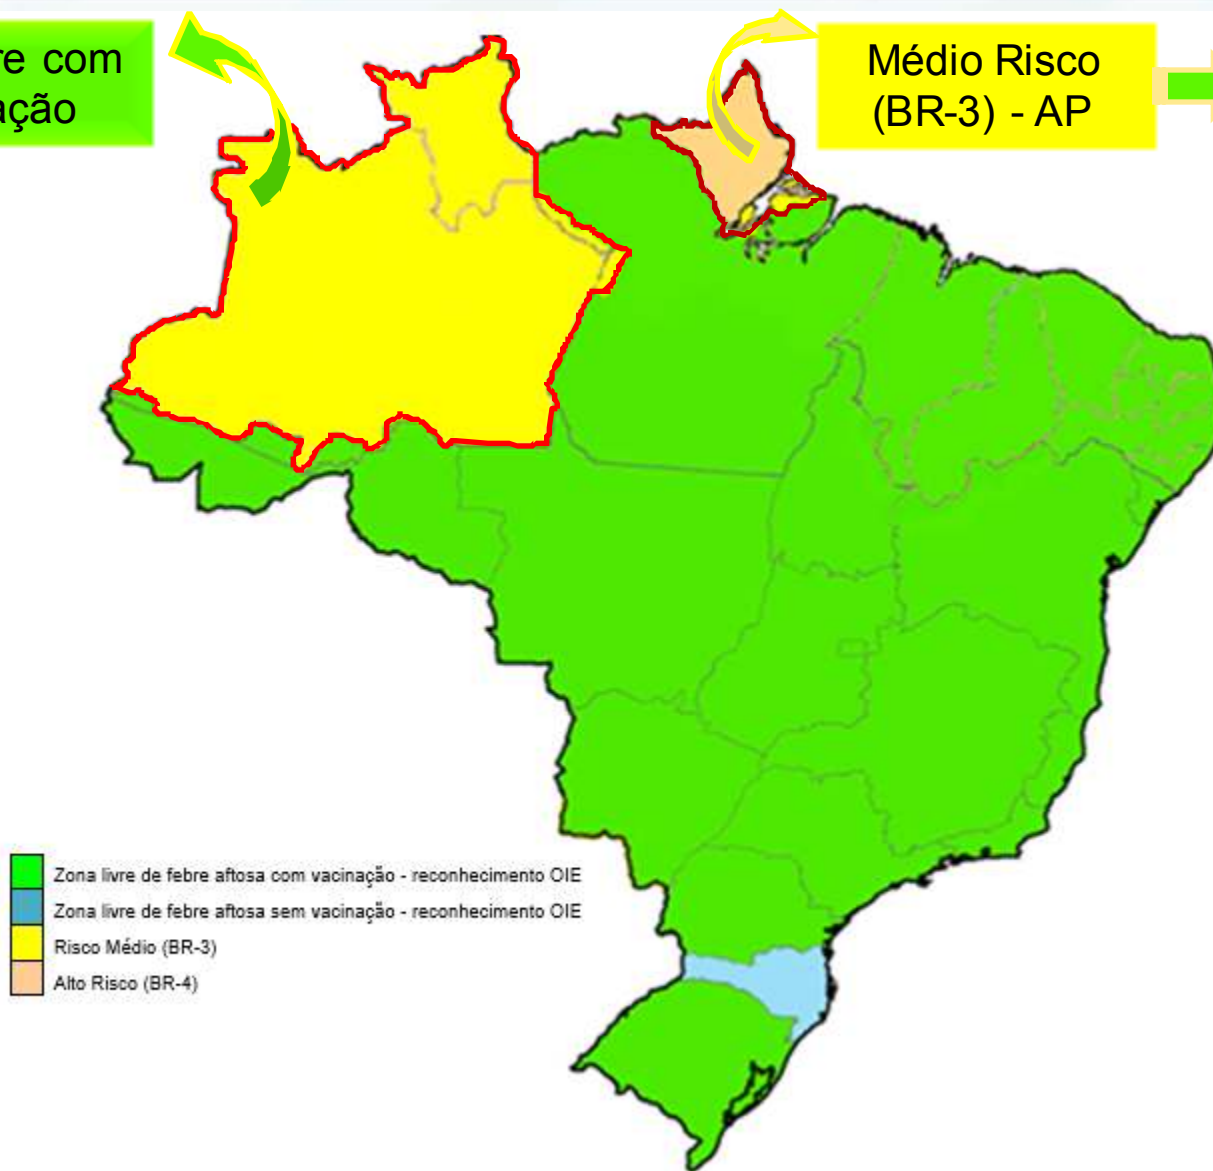 re com
ação
Médio Risco
(BR-3) - AP
Zona livre de febre aftosa com vacinação - reconhecimento OIE
Zona livre de febre aftosa sem vacinação - reconhecimento OIE
Risco Médio (BR-3)
Alto Risco (BR-4)